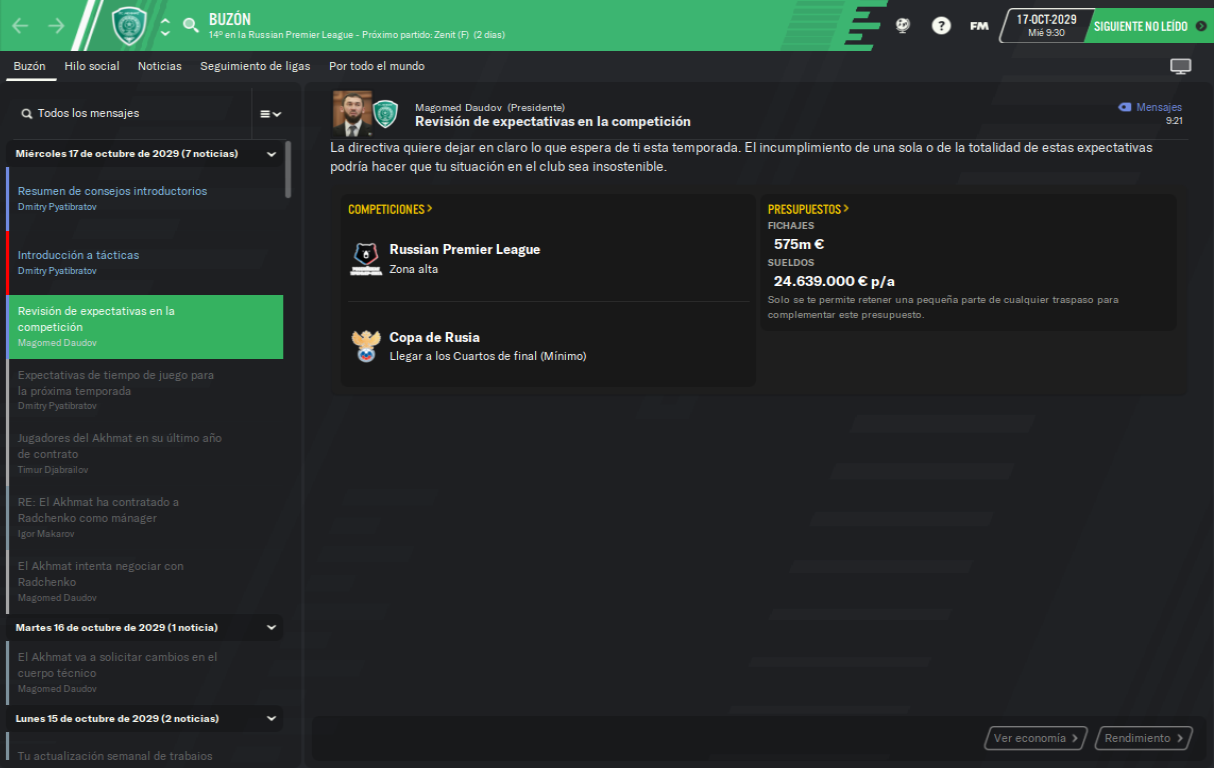 BUZÓN
14º en la Russian Premier League - Próximo partido: Zenit (F) (2 días)
?
FM
17-OCT-2029
Mié 9:30
SIGUIENTE NO LEÍDO
Buzón
Hilo social
Noticias
Seguimiento de ligas
Por todo el mundo
Todos los mensajes
Miércoles 17 de octubre de 2029 (7 noticias)
Resumen de consejos introductorios
Dmitry Pyatibratov
Introducción a tácticas
Dmitry Pyatibratov
Revisión de expectativas en la
competición
Magomed Daudov
Expectativas de tiempo de juego para
la próxima temporada
Dmitry Pyatibratov
Jugadores del Akhmat en su último año
de contrato
Timur Djabrailov
RE: El Akhmat ha contratado a
Radchenko como mánager
Igor Makarov
El Akhmat intenta negociar con
Radchenko
Magomed Daudov
Martes 16 de octubre de 2029 (1 noticia)
El Akhmat va a solicitar cambios en el
cuerpo técnico
Magomed Daudov
Lunes 15 de octubre de 2029 (2 noticias)
Tu actualización semanal de trabajos
Magomed Daudov (Presidente)
Revisión de expectativas en la competición
Mensajes
9:21
La directiva quiere dejar en claro lo que espera de ti esta temporada. El incumplimiento de una sola o de la totalidad de estas expectativas
podría hacer que tu situación en el club sea insostenible.
COMPETICIONES
Russian Premier League
Zona alta
Copa de Rusia
Llegar a los Cuartos de final (Mínimo)
PRESUPUESTOS
FICHAJES
575m €
SUELDOS
24.639.000 € p/a
Solo se te permite retener una pequeña parte de cualquier traspaso para
complementar este presupuesto.
Ver economía
Rendimiento